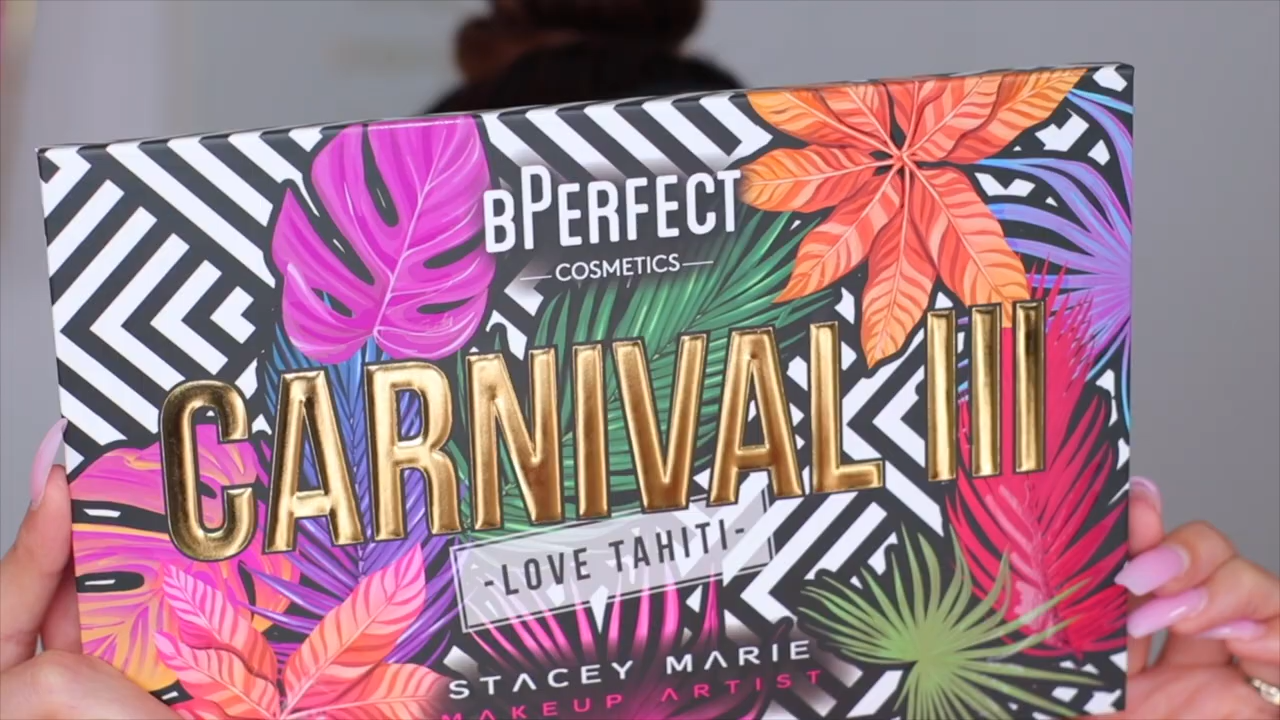 BPERFECT
COSMETICS
CARNIVAL III
-LOVE TAHITI-
STACEY MARIE
MAKEUP ARTIST